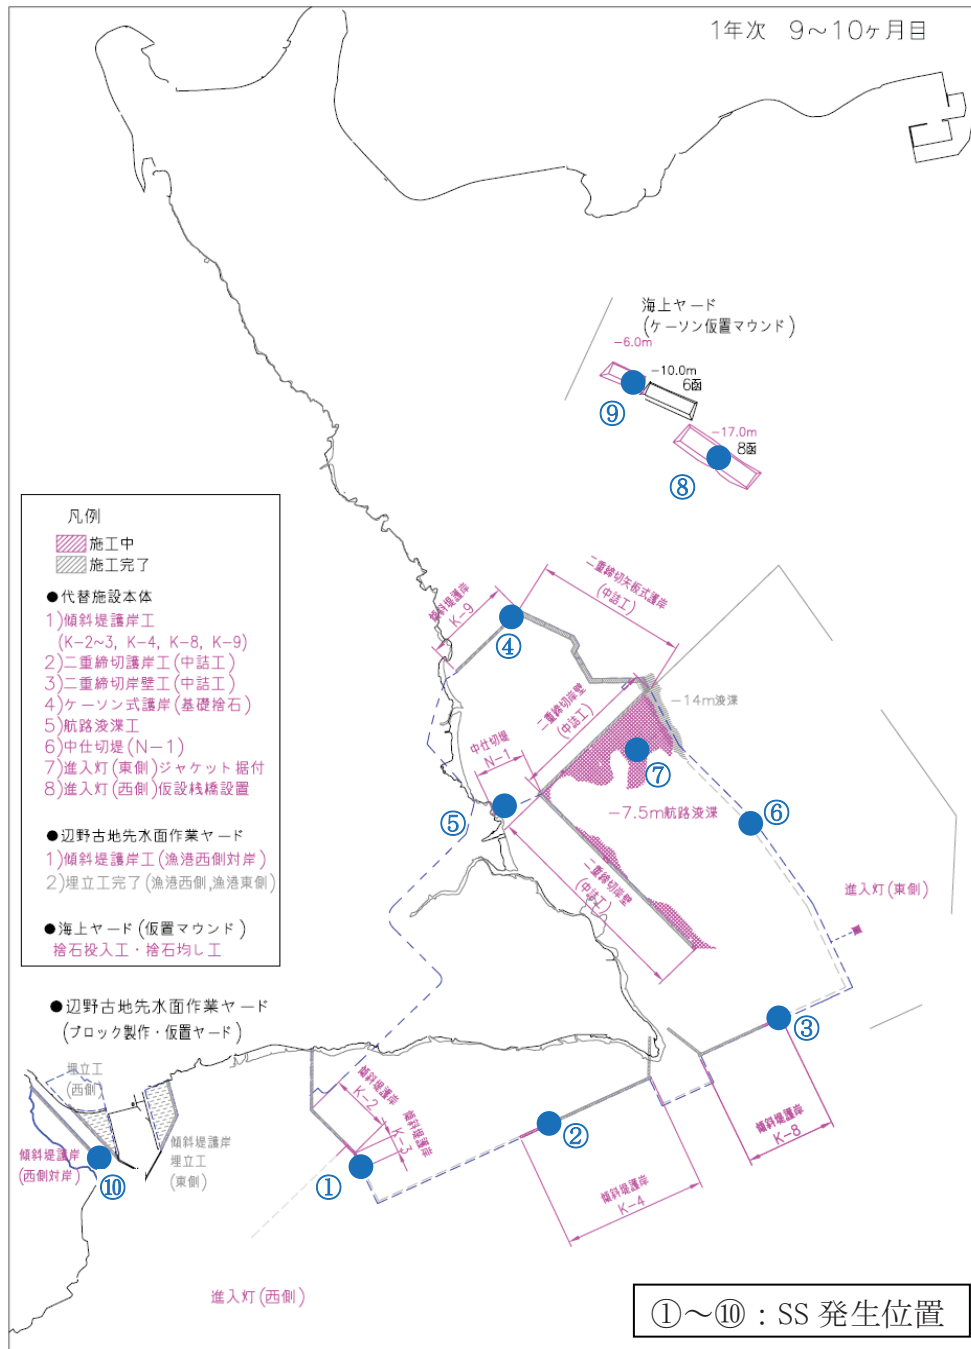 1年次 9～10ヶ月目
海上ヤード
(ケーソン仮置マウンド)
-6.0m
-10.0m
6函
⑨
-17.0m
8函
⑧
凡例
施工中
施工完了
●代替施設本体
1)傾斜堤護岸工
(K-2~3, K-4, K-8, K-9)
2)二重締切護岸工(中詰工)
3)二重締切岸壁工(中詰工)
4)ケーソン式護岸(基礎捨石)
5)航路浚渫工
6)中仕切堤(N-1)
7)進入灯(東側)ジャケット据付
8)進入灯(西側)仮設桟橋設置
●辺野古地先水面作業ヤード
1)傾斜堤護岸工(漁港西側対岸)
2)埋立工完了(漁港西側,漁港東側)
●海上ヤード(仮置マウンド)
捨石投入工・捨石均し工
二重締切矢板式護岸
(中詰工)
傾斜堤護岸
K-9
④
-14m浚渫
二重締切岸壁
(中詰工)
中仕切堤
N-1
⑦
⑤
-7.5m航路浚渫
⑥
二重締切岸壁
(中詰工)
進入灯(東側)
●辺野古地先水面作業ヤード
(ブロック製作・仮置ヤード)
③
埋立工
(西側)
傾斜堤護岸
K-2
傾斜堤護岸
K-3
傾斜堤護岸
K-8
②
傾斜堤護岸
埋立工
(東側)
傾斜堤護岸
(西側対岸)
⑩
①
傾斜堤護岸
K-4
進入灯(西側)
①～⑩：SS 発生位置